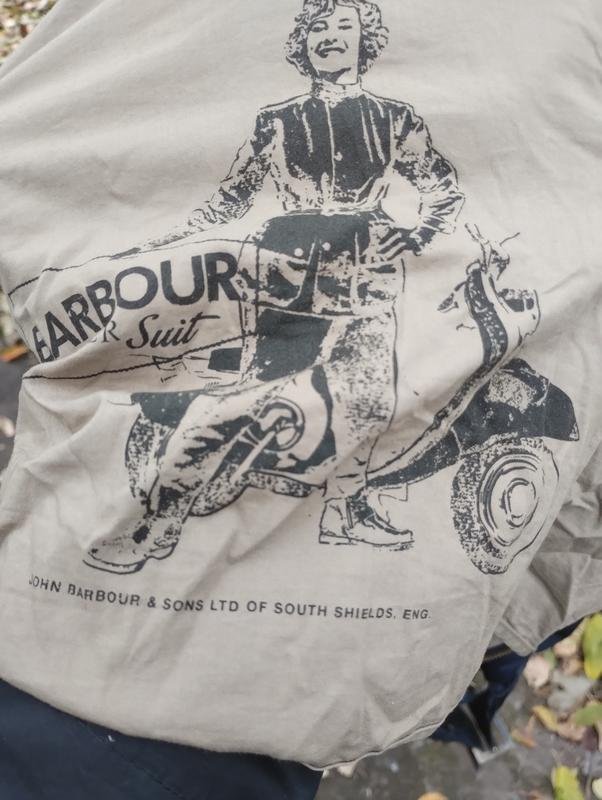 BARBOUR
Suit
JOHN BARBOUR & SONS LTD OF SOUTH SHIELDS, ENG.